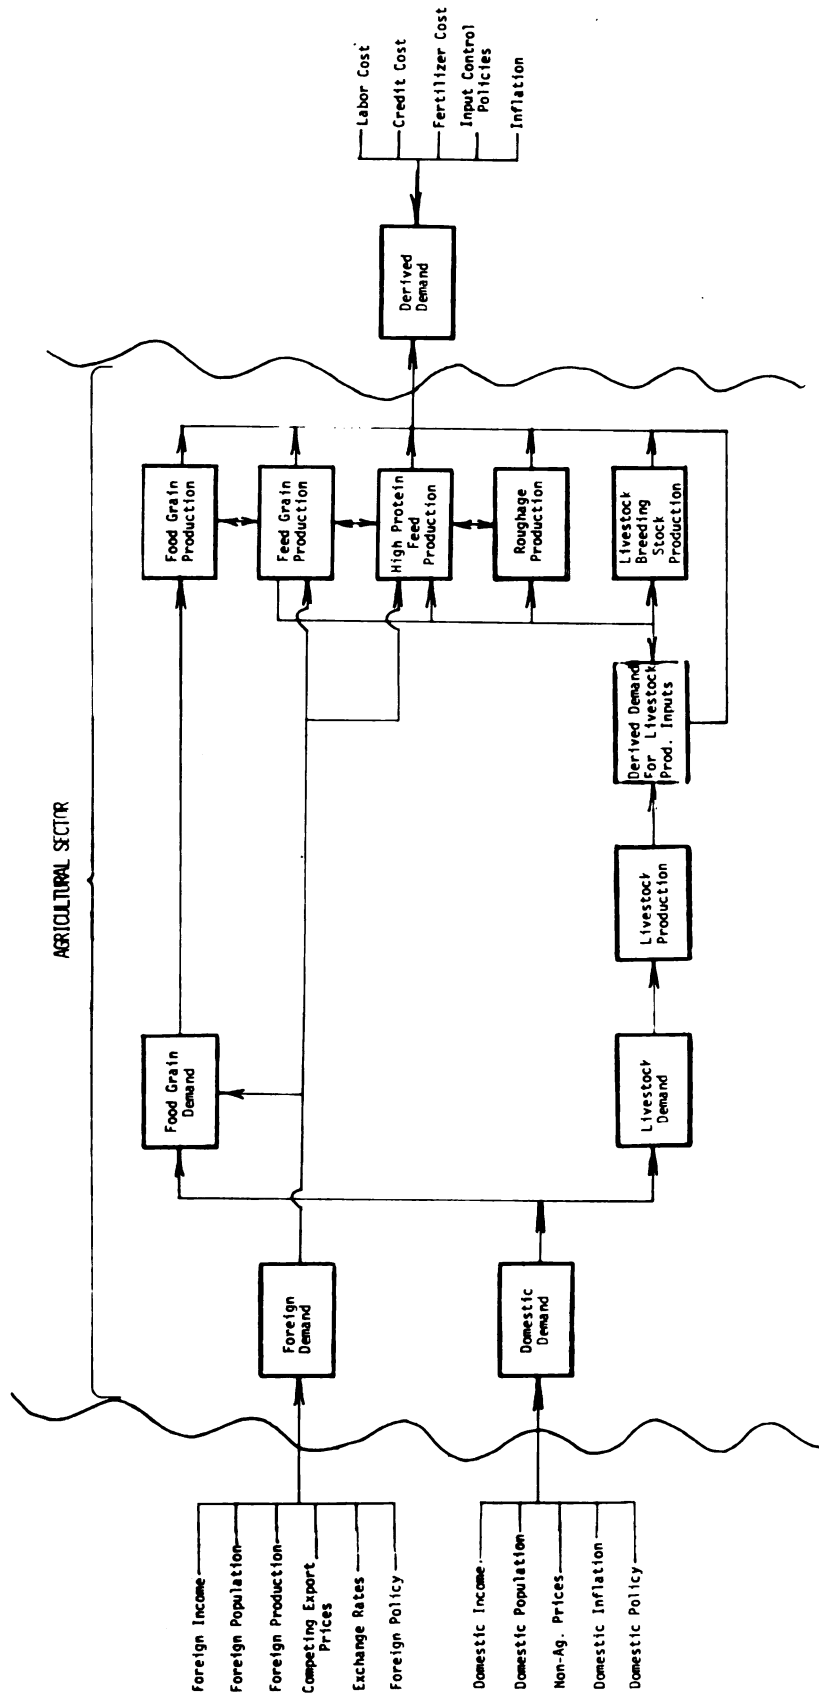 AGRICULTURAL SECTOR
Foreign Income
Foreign Population
Foreign Production
Competing Export
Prices
Exchange Rates
Foreign Policy
Domestic Income
Domestic Population
Non-Ag. Prices
Domestic Inflation
Domestic Policy
Foreign
Demand
Domestic
Demand
Food Grain
Demand
Livestock
Demand
Livestock
Production
Derived Demand
For Livestock
Prod. Inputs
Food Grain
Production
Feed Grain
Production
High Protein
Feed
Production
Roughage
Production
Livestock
Breeding
Stock
Production
Derived
Demand
Labor Cost
Credit Cost
Fertilizer Cost
Input Control
Policies
Inflation